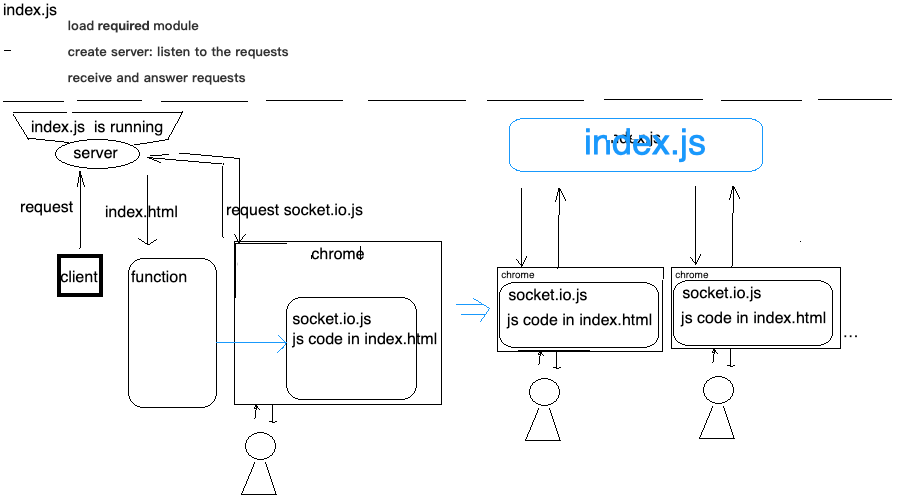 index.js
load required module
create server: listen to the requests
receive and answer requests
index.js is running
server
request
index.html
request socket.io.js
client
function
chrome
socket.io.js
js code in index.html
index.js
index.js
chrome
socket.io.js
js code in index.html
chrome
socket.io.js
js code in index.html
...